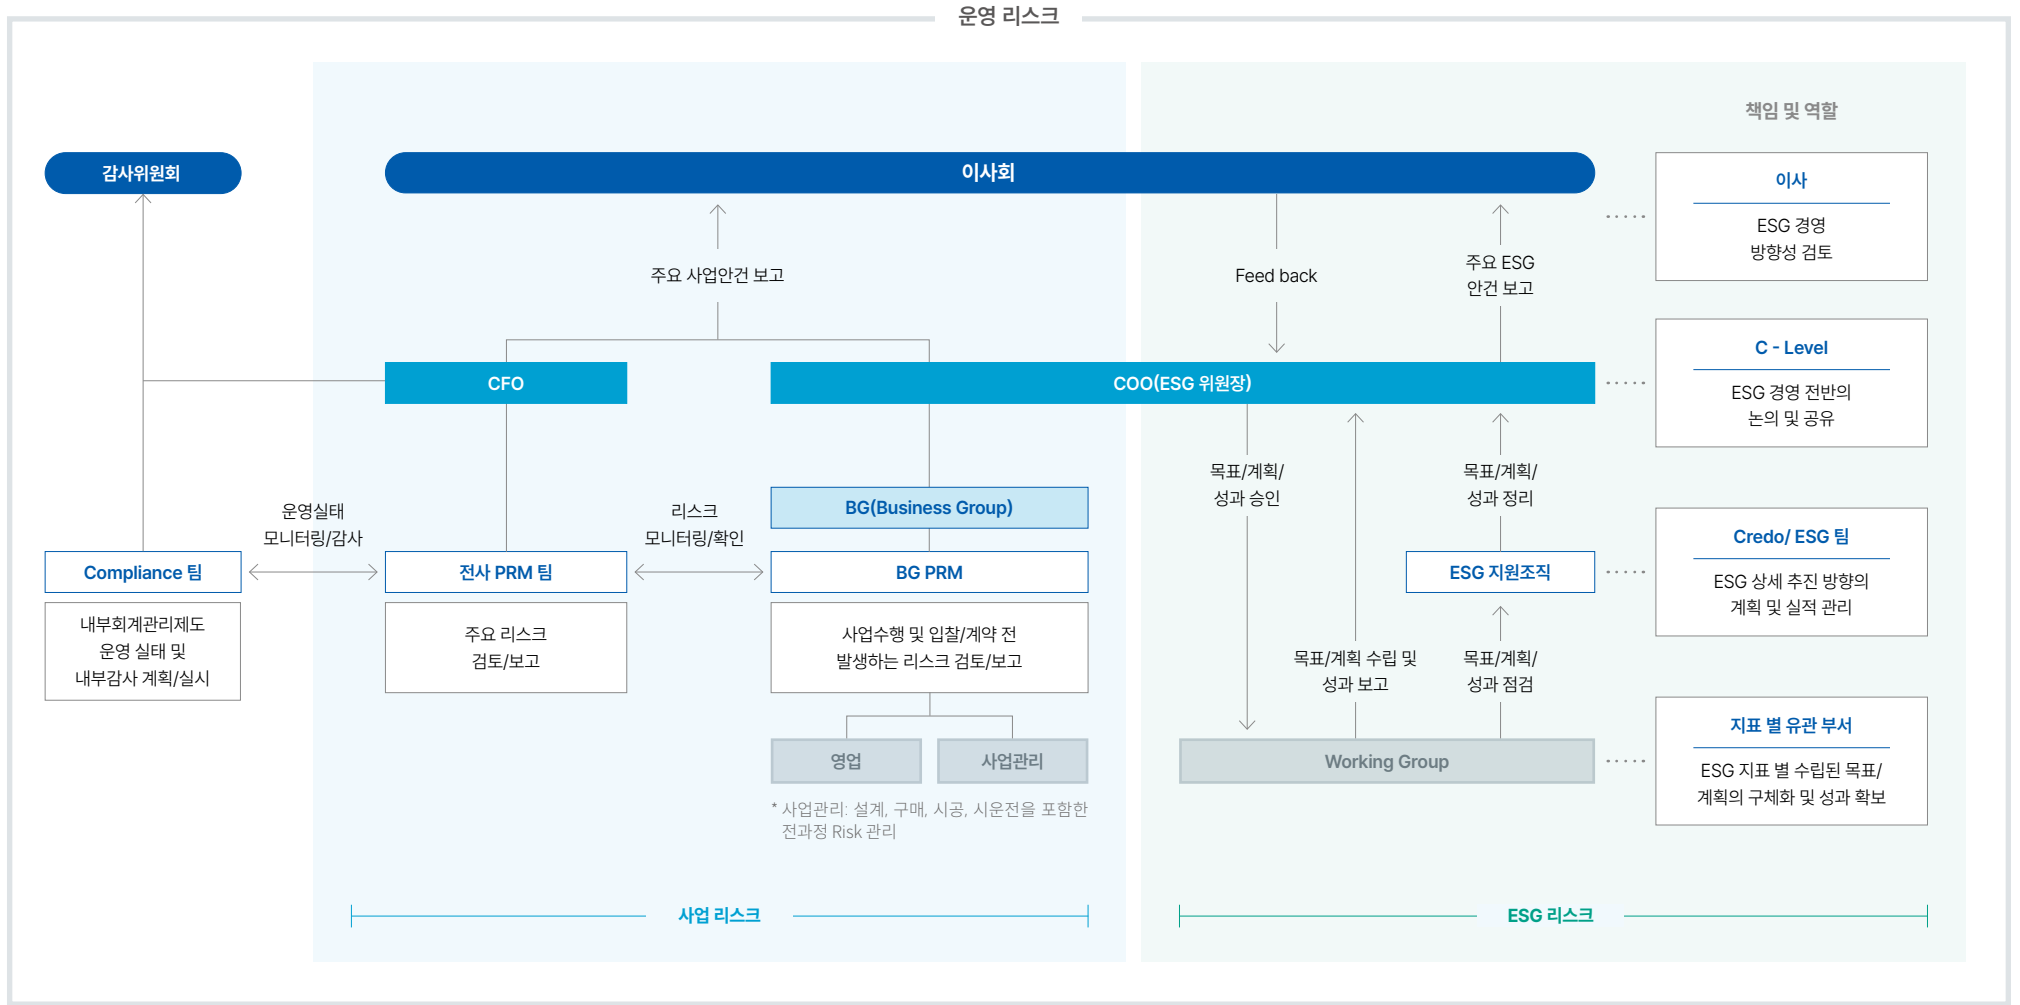 운영 리스크
책임 및 역할
감사위원회
이사회
이사
ESG 경영
방향성 검토
주요 사업안건 보고
Feed back
주요 ESG
안건 보고
CFO
COO(ESG 위원장)
C - Level
ESG 경영 전반의
논의 및 공유
목표/계획/
성과 승인
목표/계획/
성과 정리
운영실태
모니터링/감사
리스크
모니터링/확인
BG(Business Group)
Compliance 팀
전사 PRM 팀
BG PRM
ESG 지원조직
Credo/ ESG 팀
ESG 상세 추진 방향의
계획 및 실적 관리
내부회계관리제도
운영 실태 및
내부감사 계획/실시
주요 리스크
검토/보고
사업수행 및 입찰/계약 전
발생하는 리스크 검토/보고
목표/계획 수립 및
성과 보고
목표/계획/
성과 점검
영업
사업관리
Working Group
지표 별 유관 부서
ESG 지표 별 수립된 목표/
계획의 구체화 및 성과 확보
* 사업관리: 설계, 구매, 시공, 시운전을 포함한
전과정 Risk 관리
사업 리스크
ESG 리스크